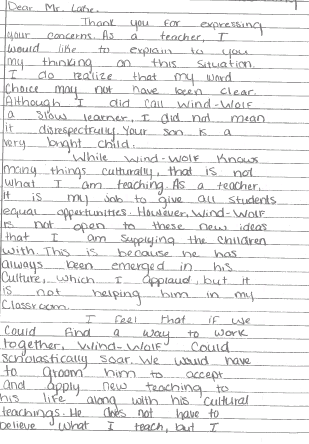 Dear Mr. Lake.
Thank you for expressing
your concerns. As a teacher, I
would like to explain to you
my thinking on this situation.
I do realize that my word
choice may not have been clear.
Although I did call Wind-Wolf
a slow learner, I did not mean
it disrespectfully. Your son is a
very bright child.
While Wind-Wolf knows
many things culturally, that is not
what I am teaching. As a teacher,
it is my job to give all students
equal oppertunities. However, Wind-Wolf
is not open to these new ideas
that I am supplying the children
with. This is because he has
always been emerged in his
culture, which I applaud, but it
is not helping him in my
classroom.
I feel that if we
could find a way to work
together, Wind-Wolf could
scholastically soar. We would have
to groom him to accept
and apply new teaching to
his life along with his cultural
teachings. He does not have to
believe what I teach, but I